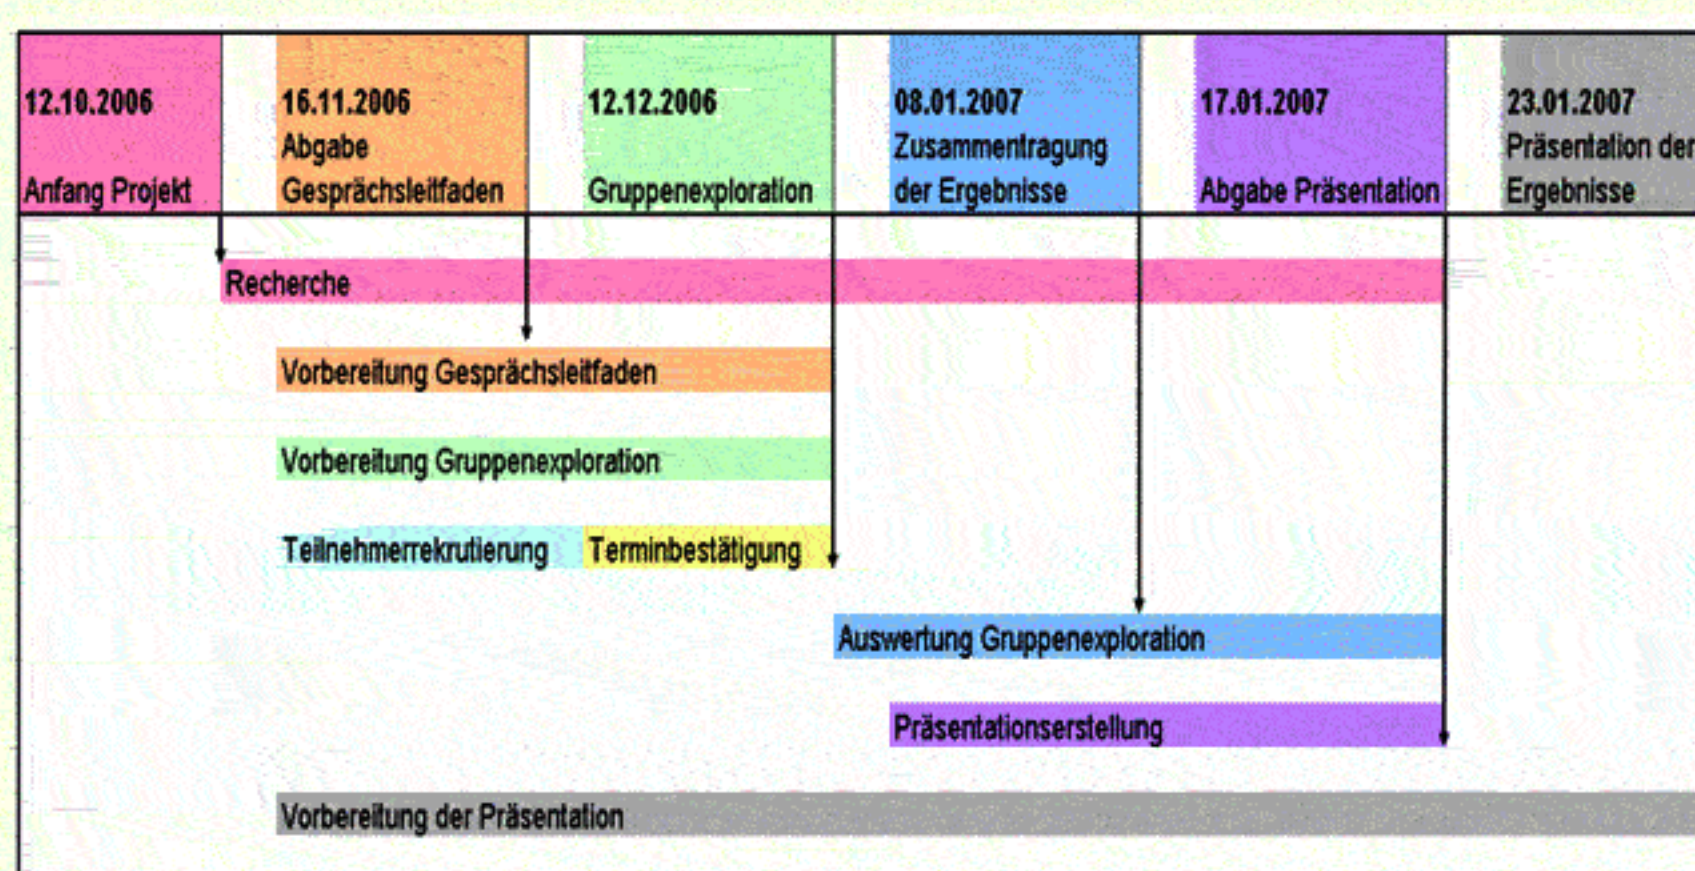 12.10.2006
Anfang Projekt
16.11.2006
Abgabe
Gesprächsleitfaden
12.12.2006
Gruppenexploration
08.01.2007
Zusammentragung
der Ergebnisse
17.01.2007
Abgabe Präsentation
23.01.2007
Präsentation der
Ergebnisse
Recherche
Vorbereitung Gesprächsleitfaden
Vorbereitung Gruppenexploration
Teilnehmerrekrutierung
Terminbestätigung
Auswertung Gruppenexploration
Präsentationserstellung
Vorbereitung der Präsentation